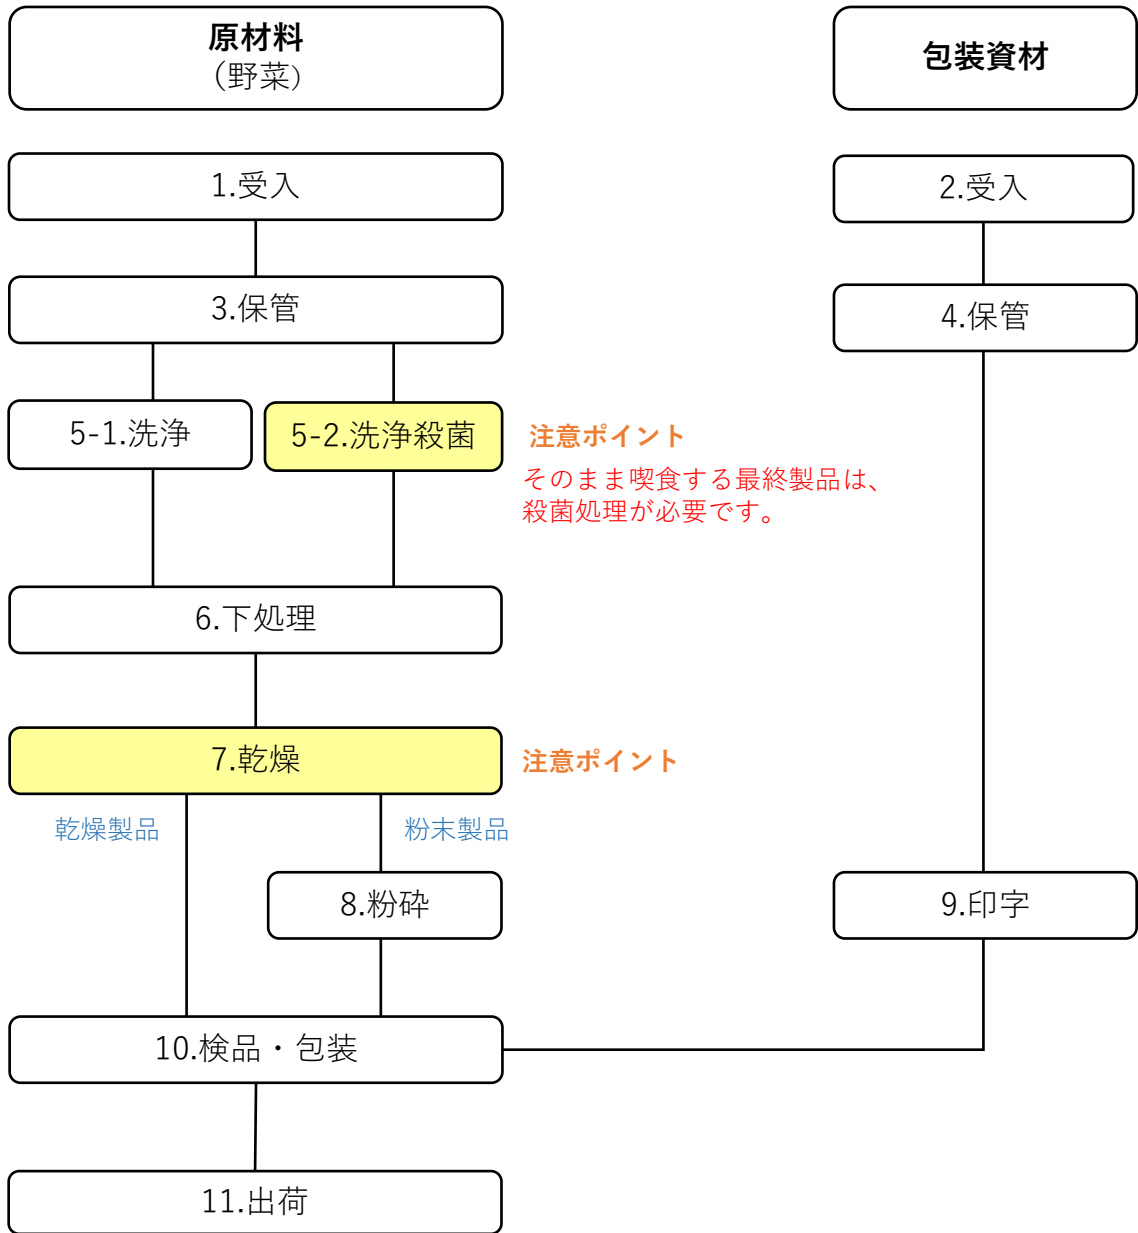 原材料
(野菜)
包装資材
1.受入
2.受入
3.保管
4.保管
5-1.洗浄
5-2.洗浄殺菌
注意ポイント
そのまま喫食する最終製品は、
殺菌処理が必要です。
6.下処理
7.乾燥
注意ポイント
乾燥製品
粉末製品
8.粉砕
9.印字
10.検品・包装
11.出荷